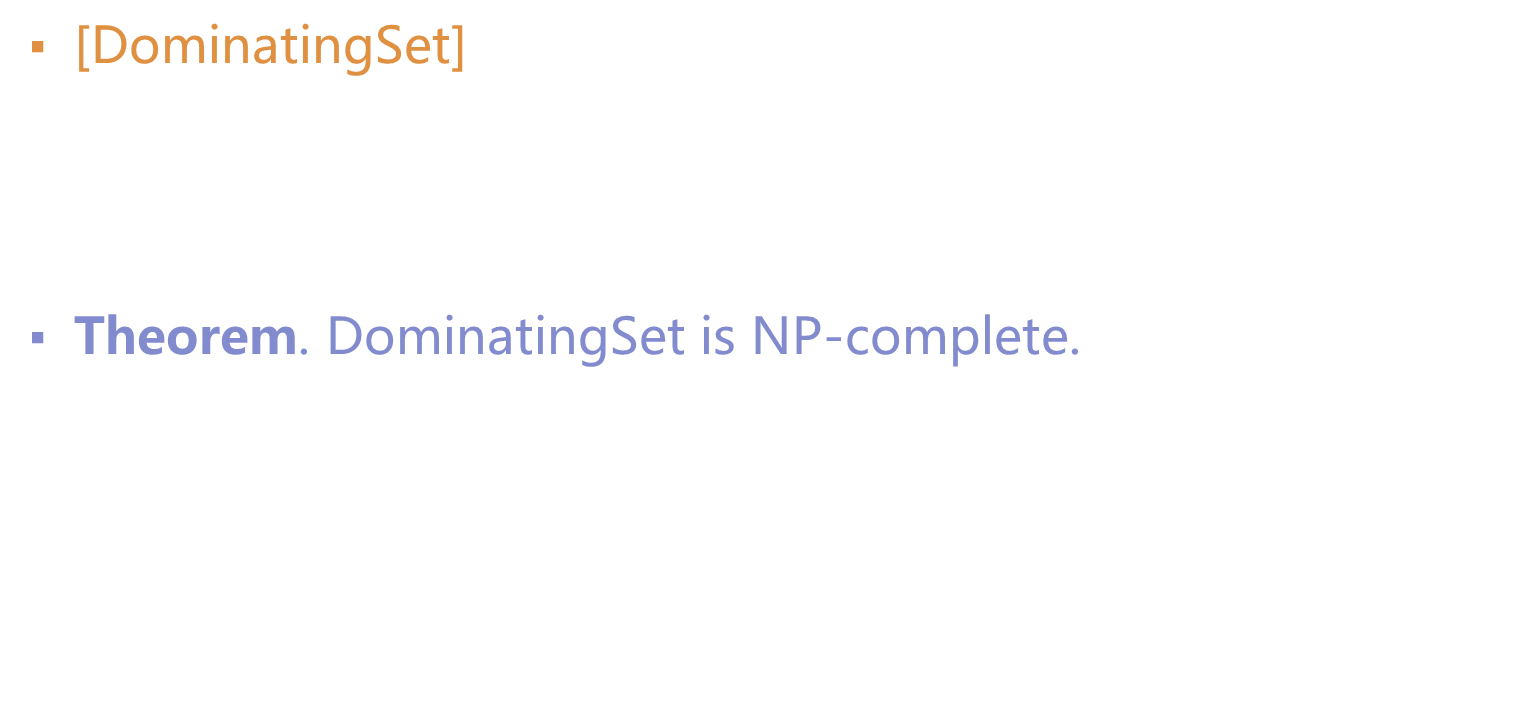 ▪ [DominatingSet]
▪ Theorem. DominatingSet is NP-complete.